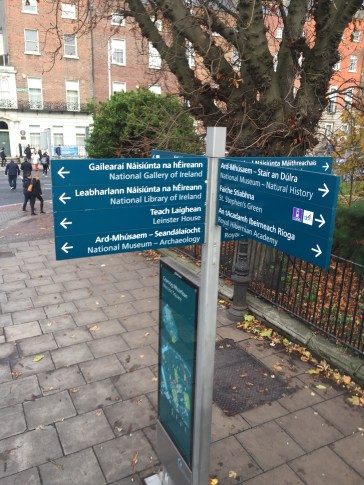 Gailearaí Náisiúnta na hÉireann
National Gallery of Ireland
Leabharlann Náisiúnta na hÉireann
National Library of Ireland
Teach Laighean
Leinster House
Ard-Mhúsaem – Seandálaíocht
National Museum – Archaeology
Ard-Mhúsaem – Stair an Dúlra
National Museum – Natural History
Faiche Stiabhna
St. Stephen's Green
An tAcadamh Ibeirneach Ríoga
Hibernian Academy